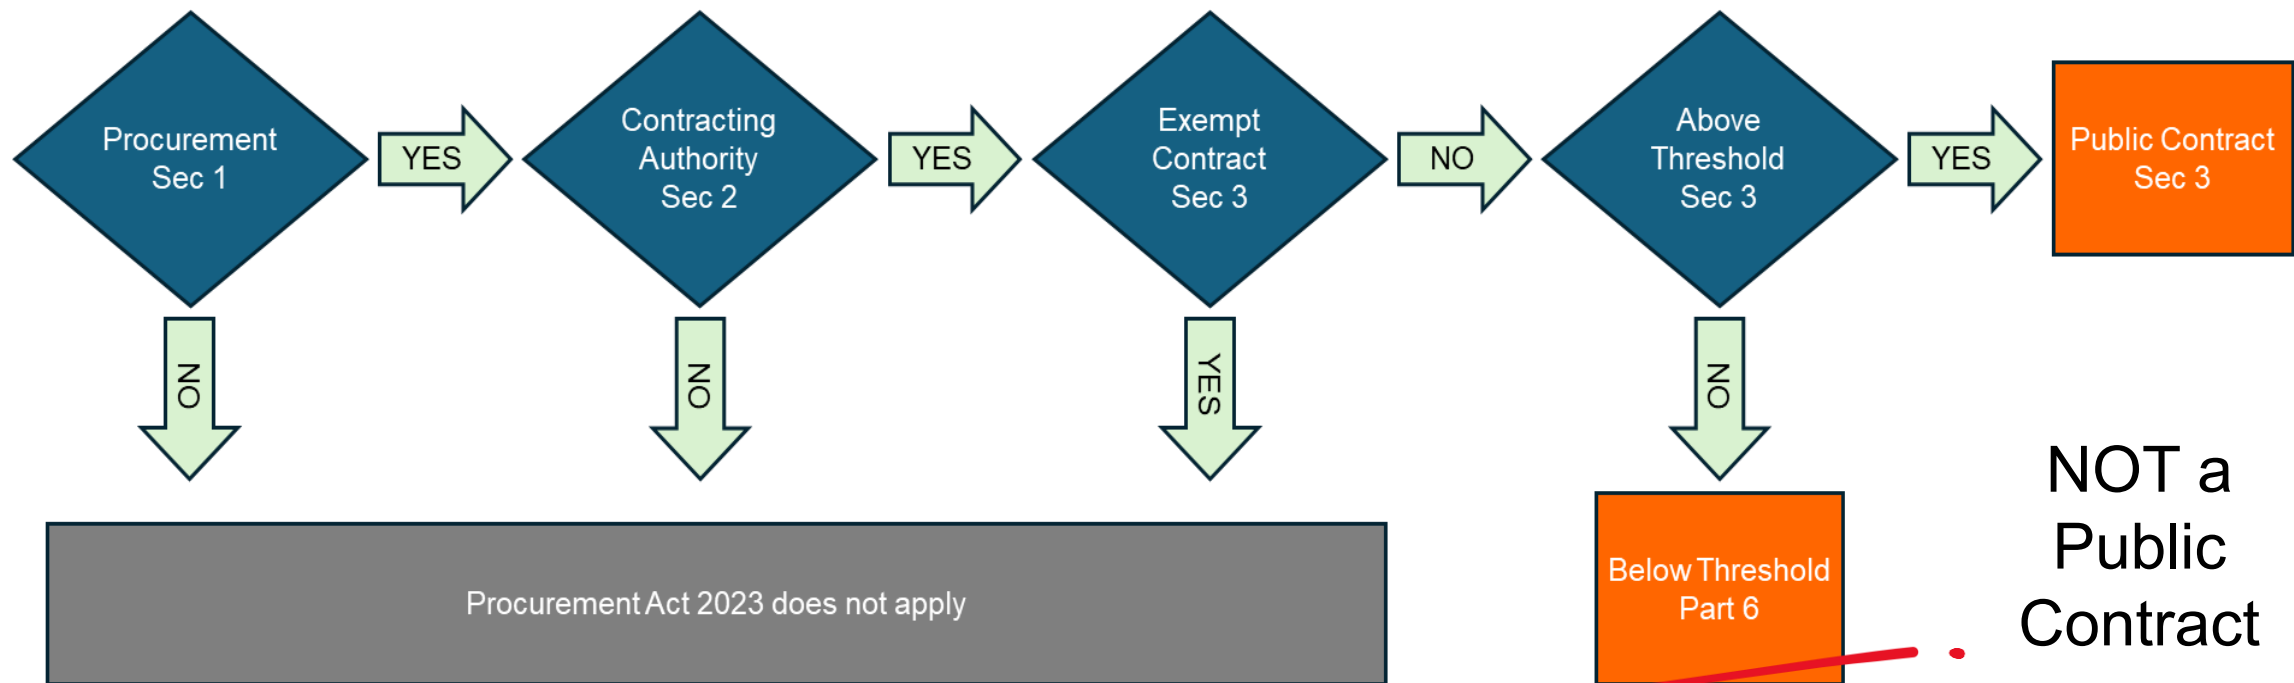 Procurement
Sec 1
YES
Contracting
Authority
Sec 2
YES
Exempt
Contract
Sec 3
NO
Above
Threshold
Sec 3
YES
Public Contract
Sec 3
NO
NO
YES
NO
Procurement Act 2023 does not apply
Below Threshold
Part 6
NOT a
Public
Contract